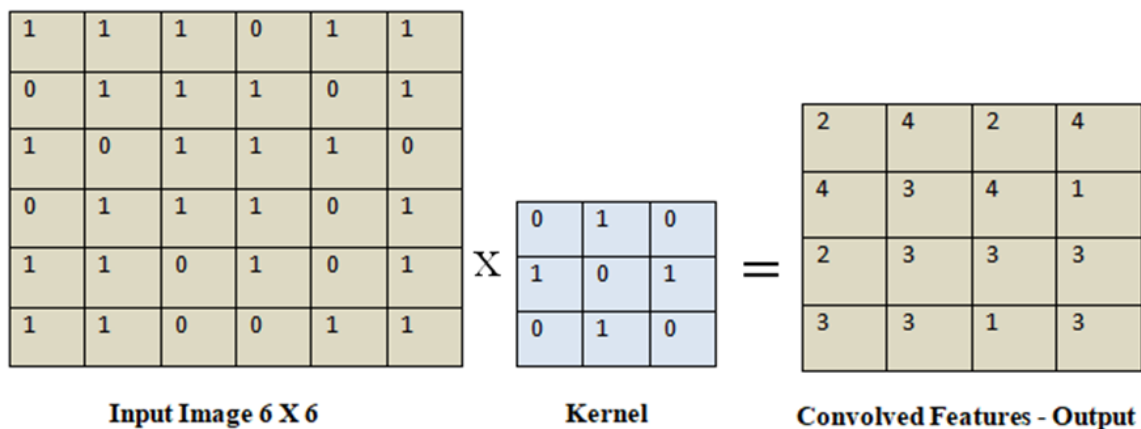 1 1 1 0 1 1
0 1 1 1 0 1
1 0 1 1 1 0
0 1 1 1 0 1
1 1 0 1 0 1
1 1 0 0 1 1
Input Image 6 X 6
X
0 1 0
1 0 1
0 1 0
Kernel
=
2 4 2 4
4 3 4 1
2 3 3 3
3 3 1 3
Convolved Features - Output